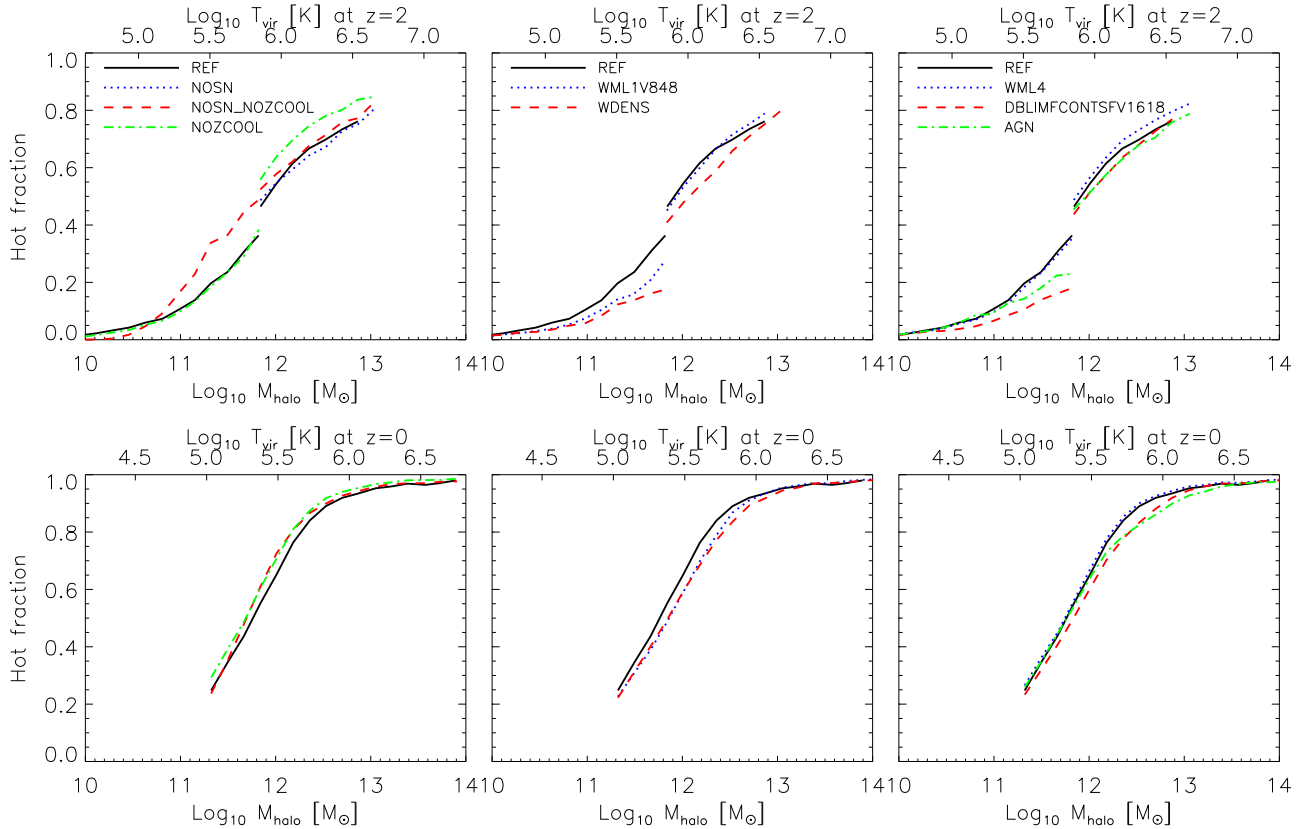 Log10 Tvir [K] at z=2 Log10 Tvir [K] at z=2 Log10 Tvir [K] at z=2
5.0 5.5 6.0 6.5 7.0 5.0 5.5 6.0 6.5 7.0 5.0 5.5 6.0 6.5 7.0
1.0
REF REF REF
NOSN WML1V848 WML4
NOSN_NOZCOOL WDENS DBLIMFCONTSFV1618
NOZCOOL AGN
0.8
0.6
Hot fraction
0.4
0.2
0.0
10 11 12 13 14 10 11 12 13 14 10 11 12 13 14
Log10 Mhalo [M☉] Log10 Mhalo [M☉] Log10 Mhalo [M☉]
Log10 Tvir [K] at z=0 Log10 Tvir [K] at z=0 Log10 Tvir [K] at z=0
4.5 5.0 5.5 6.0 6.5 4.5 5.0 5.5 6.0 6.5 4.5 5.0 5.5 6.0 6.5
1.0
0.8
0.6
Hot fraction
0.4
0.2
0.0
10 11 12 13 14 10 11 12 13 14 10 11 12 13 14
Log10 Mhalo [M☉] Log10 Mhalo [M☉] Log10 Mhalo [M☉]